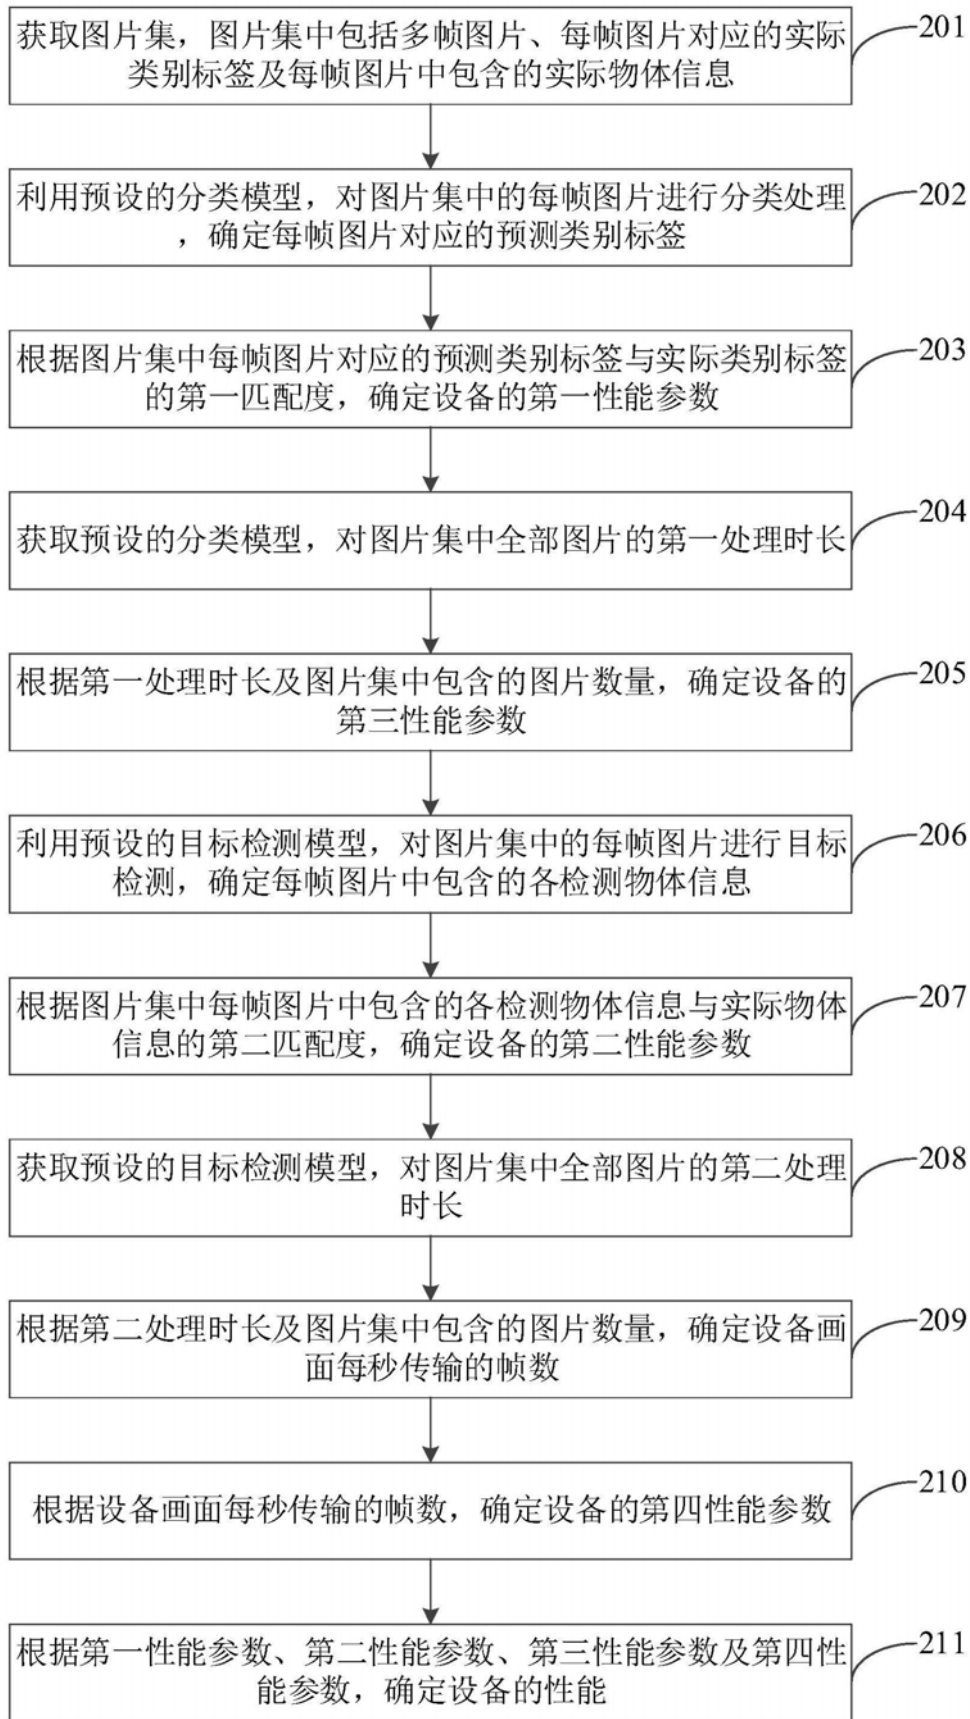 获取图片集，图片集中包括多帧图片、每帧图片对应的实际
类别标签及每帧图片中包含的实际物体信息
201
利用预设的分类模型，对图片集中的每帧图片进行分类处理
，确定每帧图片对应的预测类别标签
202
根据图片集中每帧图片对应的预测类别标签与实际类别标签
的第一匹配度，确定设备的第一性能参数
203
获取预设的分类模型，对图片集中全部图片的第一处理时长
204
根据第一处理时长及图片集中包含的图片数量，确定设备的
第三性能参数
205
利用预设的目标检测模型，对图片集中的每帧图片进行目标
检测，确定每帧图片中包含的各检测物体信息
206
根据图片集中每帧图片中包含的各检测物体信息与实际物体
信息的第二匹配度，确定设备的第二性能参数
207
获取预设的目标检测模型，对图片集中全部图片的第二处理
时长
208
根据第二处理时长及图片集中包含的图片数量，确定设备画
面每秒传输的帧数
209
根据设备画面每秒传输的帧数，确定设备的第四性能参数
210
根据第一性能参数、第二性能参数、第三性能参数及第四性
能参数，确定设备的性能
211